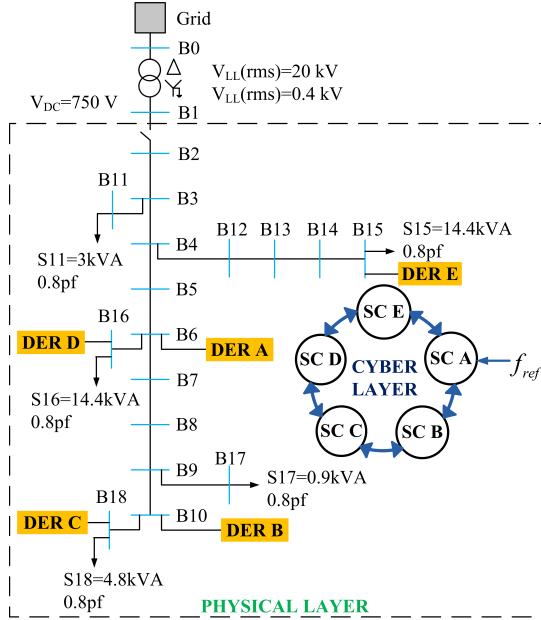 Grid
B0
V_LL(rms)=20 kV
V_LL(rms)=0.4 kV
V_DC=750 V
B1
B2
B11
B3
S11=3kVA
0.8pf
B4
B12
B13
B14
B15
S15=14.4kVA
0.8pf
DER E
B5
B16
B6
DER D
DER A
S16=14.4kVA
0.8pf
B7
B8
SC E
SC D
SC A
f_ref
CYBER
LAYER
SC C
SC B
B9
B17
S17=0.9kVA
0.8pf
B18
B10
DER C
DER B
S18=4.8kVA
0.8pf
PHYSICAL LAYER